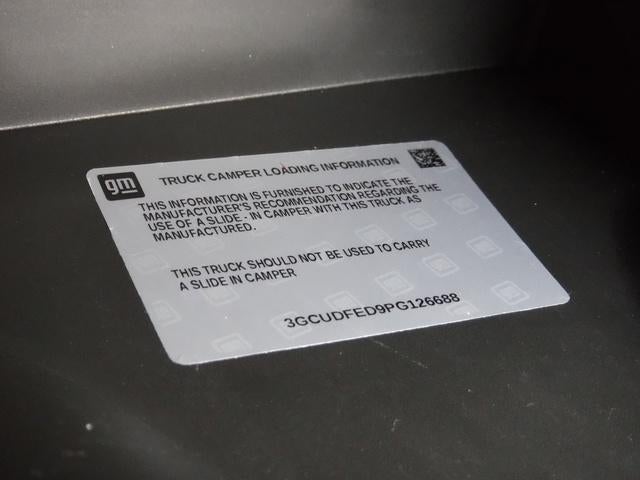 gm
TRUCK CAMPER LOADING INFORMATION
THIS INFORMATION IS FURNISHED TO INDICATE THE
MANUFACTURER'S RECOMMENDATION REGARDING THE
USE OF A SLIDE - IN CAMPER WITH THIS TRUCK AS
MANUFACTURED.
THIS TRUCK SHOULD NOT BE USED TO CARRY
A SLIDE IN CAMPER
3GCUDFED9PG126688